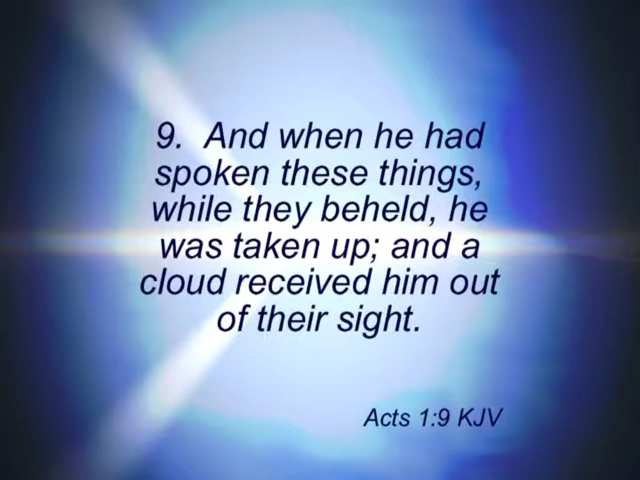 9. And when he had
spoken these things,
while they beheld, he
was taken up; and a
cloud received him out
of their sight.
Acts 1:9 KJV